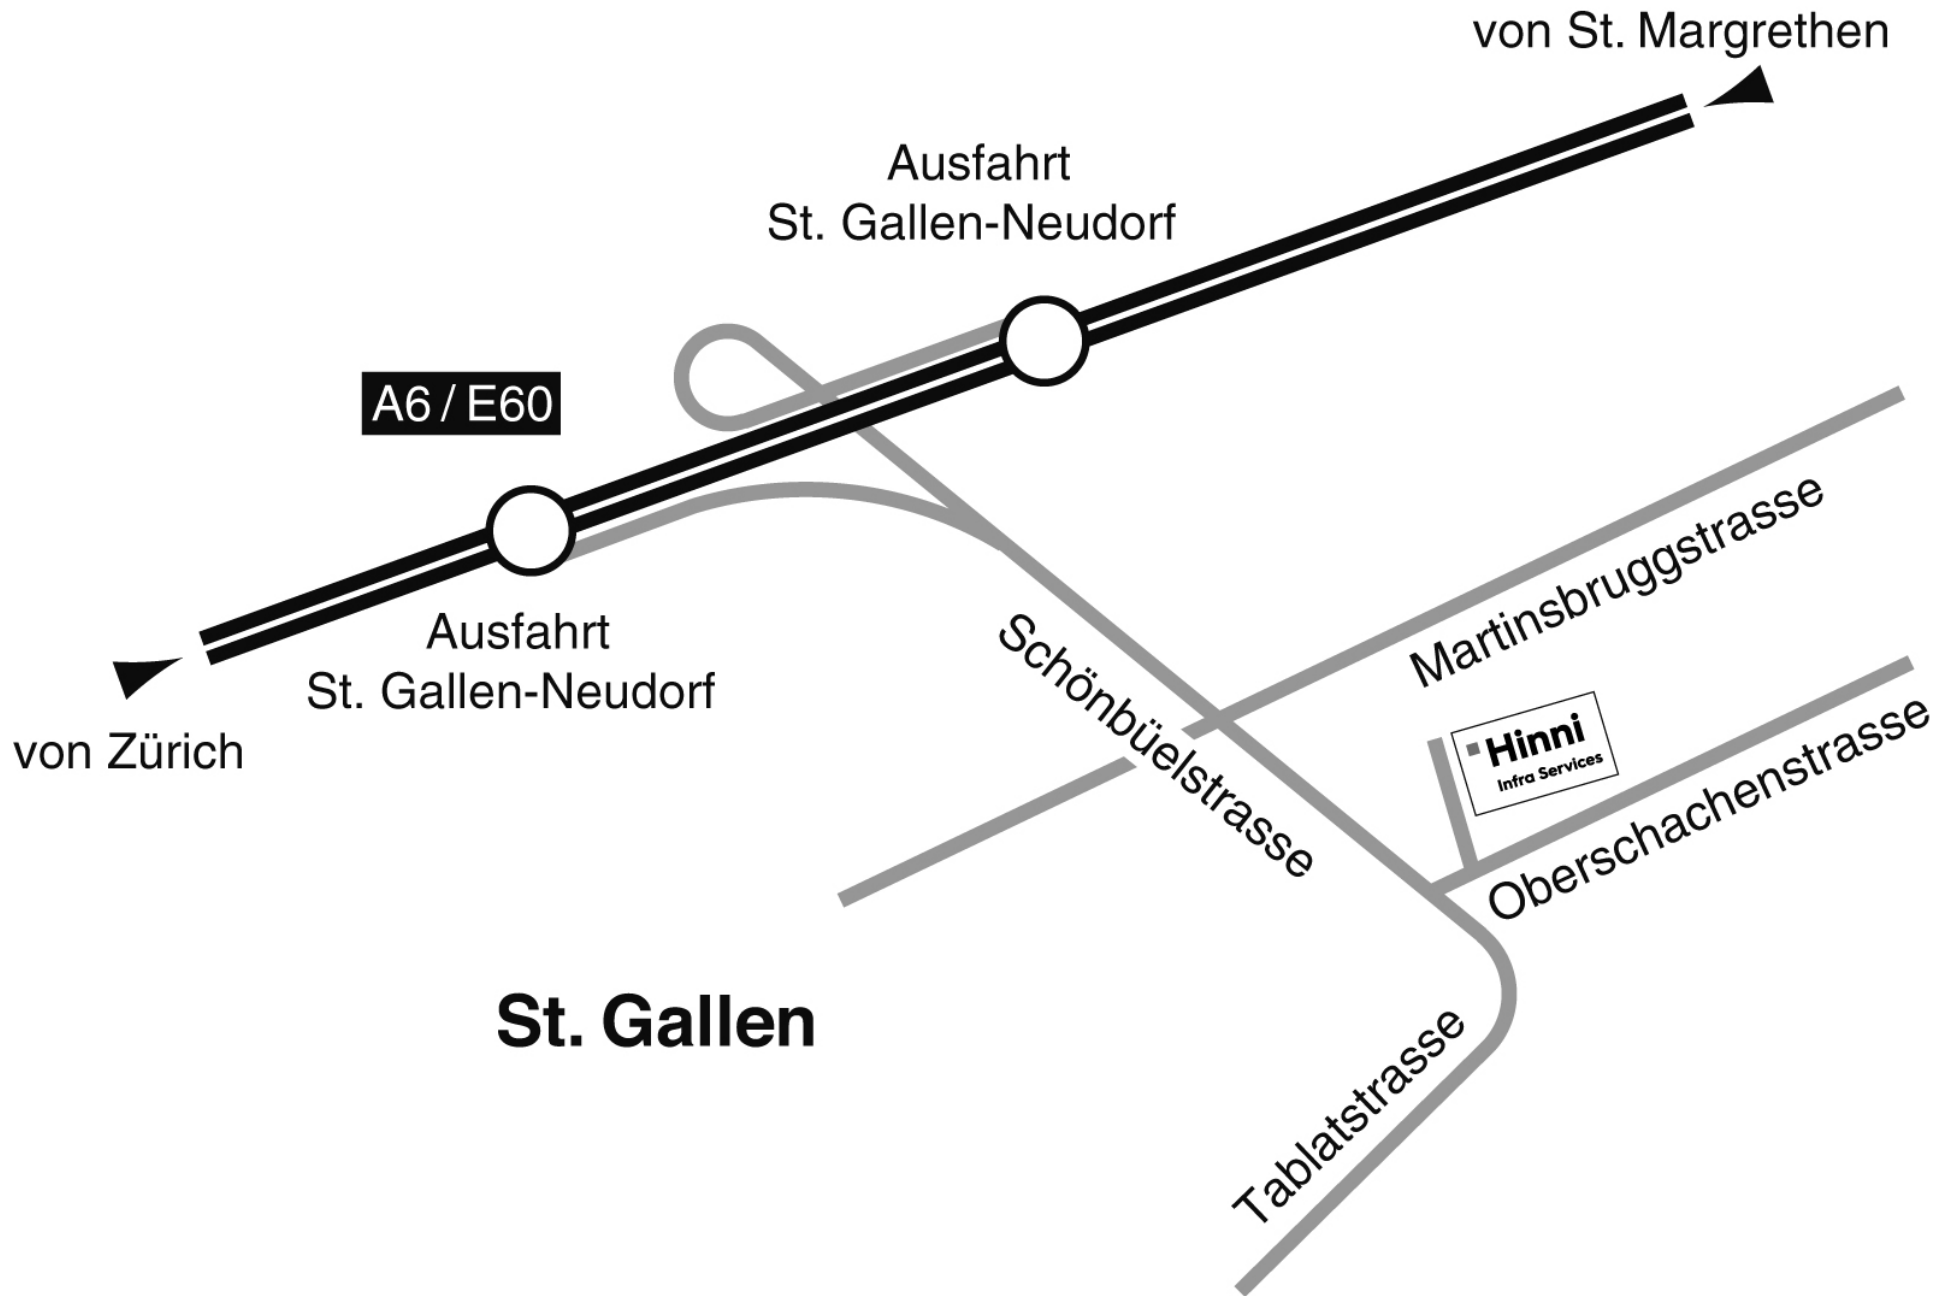 von St. Margrethen
Ausfahrt
St. Gallen-Neudorf
A6 / E60
Ausfahrt
St. Gallen-Neudorf
von Zürich
Martinsbruggstrasse
Schönbüelstrasse
Hinni
Infra Services
Oberschachenstrasse
St. Gallen
Tablatstrasse